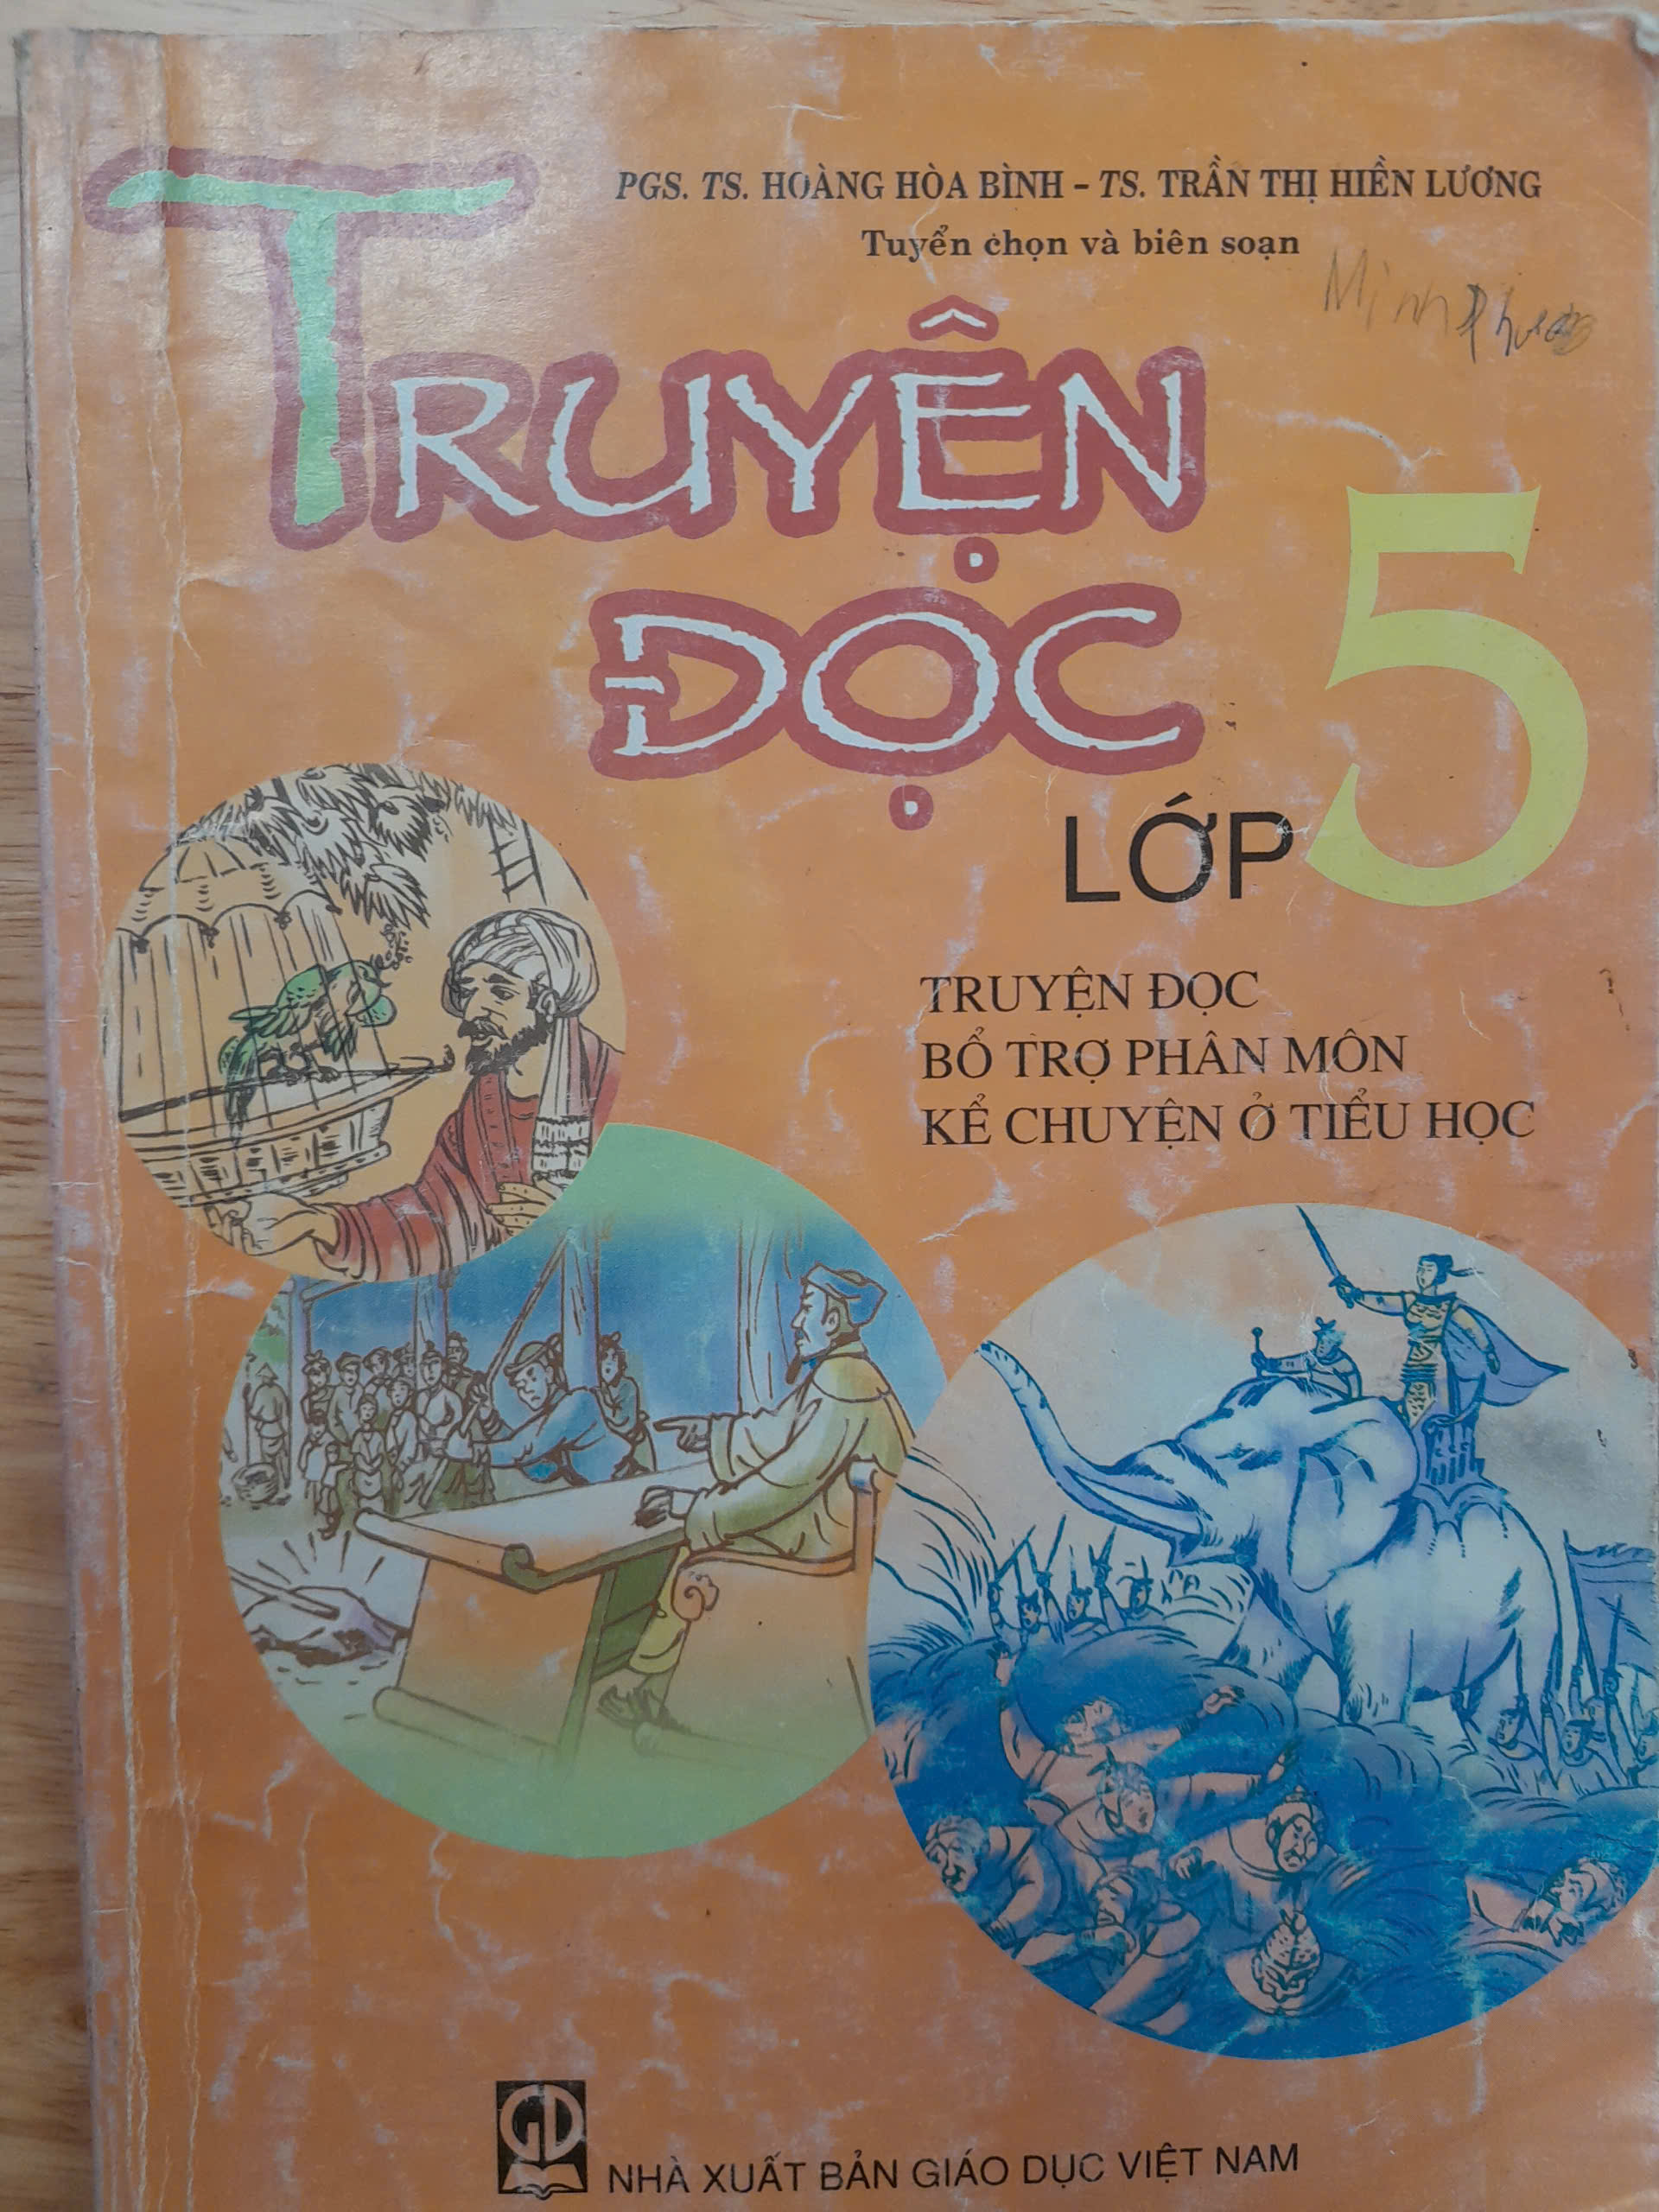 PGS. TS. HOÀNG HÒA BÌNH – TS. TRẦN THỊ HIỀN LƯƠNG
Tuyển chọn và biên soạn
Minh
TRUYỆN
ĐỌC
LỚP 5
TRUYỆN ĐỌC
BỔ TRỢ PHÂN MÔN
KỂ CHUYỆN Ở TIỂU HỌC
GD
NHÀ XUẤT BẢN GIÁO DỤC VIỆT NAM